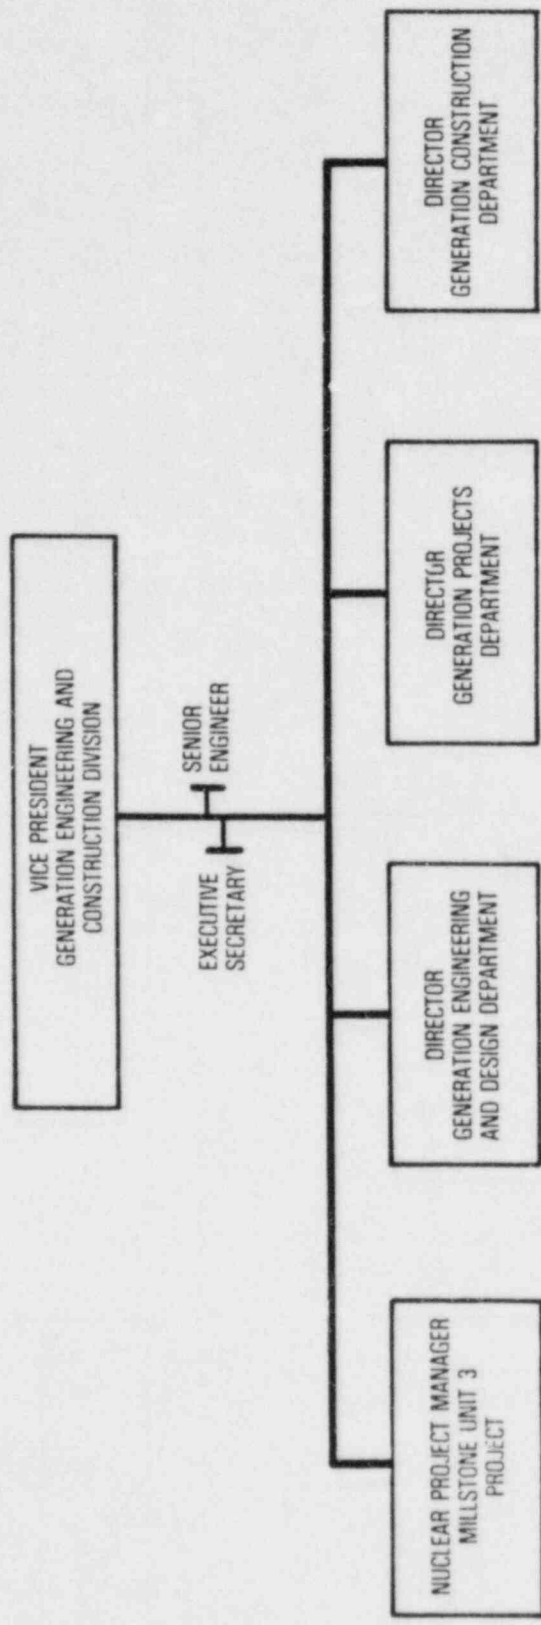 VICE PRESIDENT
GENERATION ENGINEERING AND
CONSTRUCTION DIVISION
EXECUTIVE
SECRETARY
SENIOR
ENGINEER
NUCLEAR PROJECT MANAGER
MILLSTONE UNIT 3
PROJECT
DIRECTOR
GENERATION ENGINEERING
AND DESIGN DEPARTMENT
DIRECTOR
GENERATION PROJECTS
DEPARTMENT
DIRECTOR
GENERATION CONSTRUCTION
DEPARTMENT